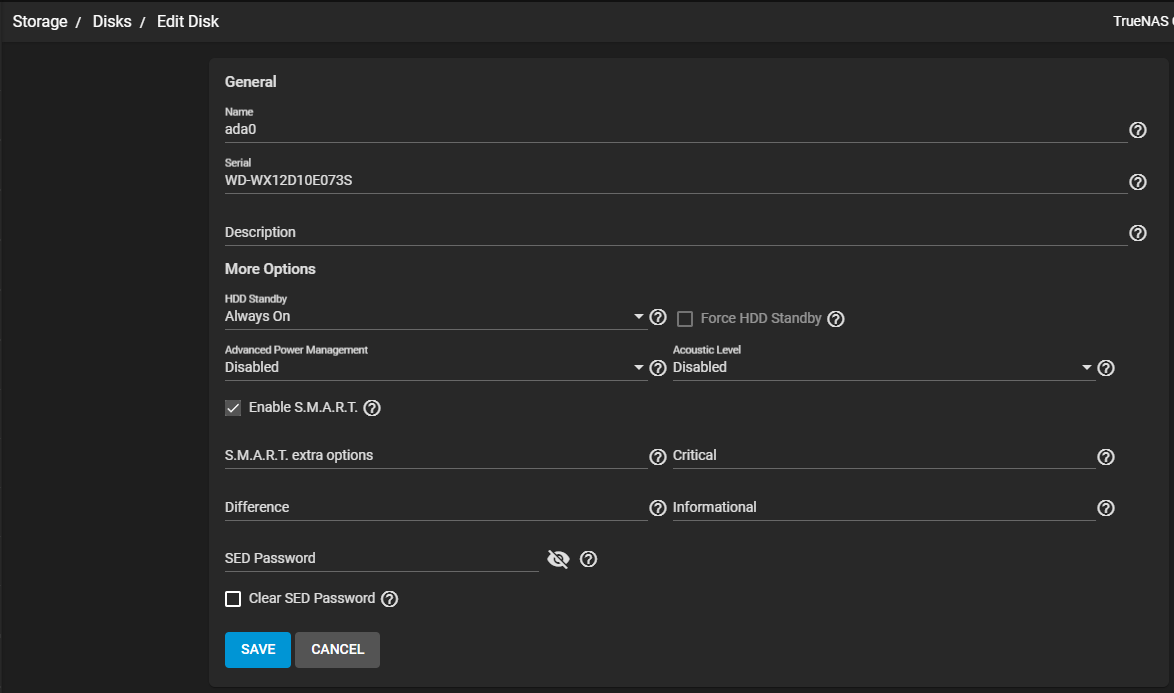 Storage / Disks / Edit Disk
TrueNAS
General
Name
ada0
Serial
WD-WX12D10E073S
Description
More Options
HDD Standby
Always On
Force HDD Standby
Advanced Power Management
Disabled
Acoustic Level
Disabled
Enable S.M.A.R.T.
S.M.A.R.T. extra options
Critical
Difference
Informational
SED Password
Clear SED Password
SAVE
CANCEL